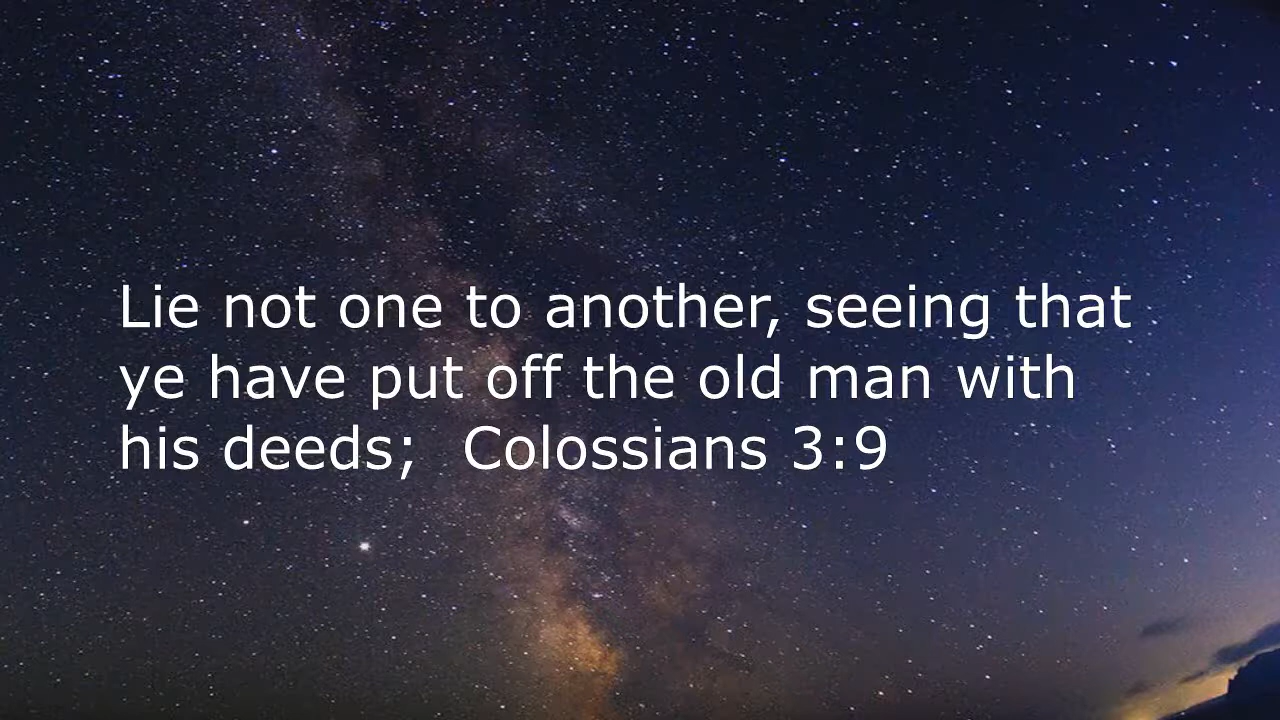 Lie not one to another, seeing that
ye have put off the old man with
his deeds;  Colossians 3:9